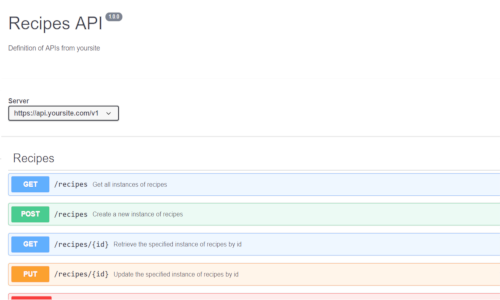 Recipes API 1.0.0
Definition of APIs from yoursite
Server
https://api.yoursite.com/v1
Recipes
GET /recipes Get all instances of recipes
POST /recipes Create a new instance of recipes
GET /recipes/{id} Retrieve the specified instance of recipes by id
PUT /recipes/{id} Update the specified instance of recipes by id